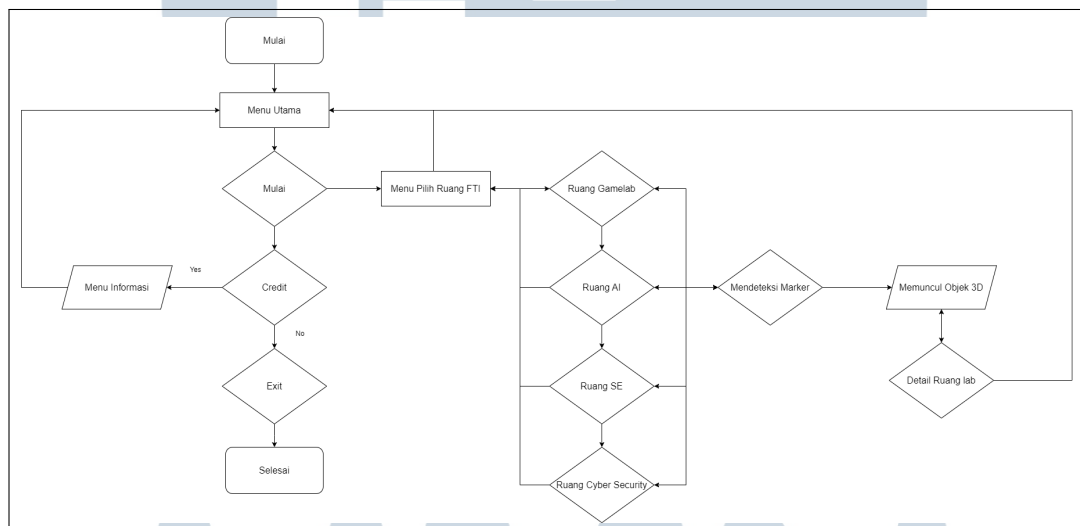 Mulai
Menu Utama
Mulai
Menu Pilih Ruang FTI
Ruang Gamelab
Yes
Menu Informasi
Credit
Ruang AI
Mendeteksi Marker
Memuncul Objek 3D
No
Exit
Ruang SE
Detail Ruang lab
Selesai
Ruang Cyber Security